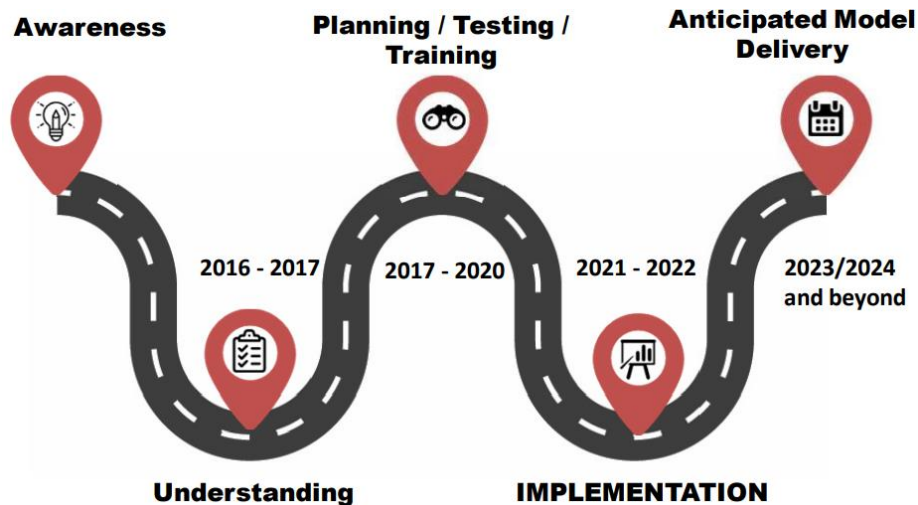 Awareness
Planning / Testing /
Training
Anticipated Model
Delivery
2016 - 2017
2017 - 2020
2021 - 2022
2023/2024
and beyond
Understanding
IMPLEMENTATION